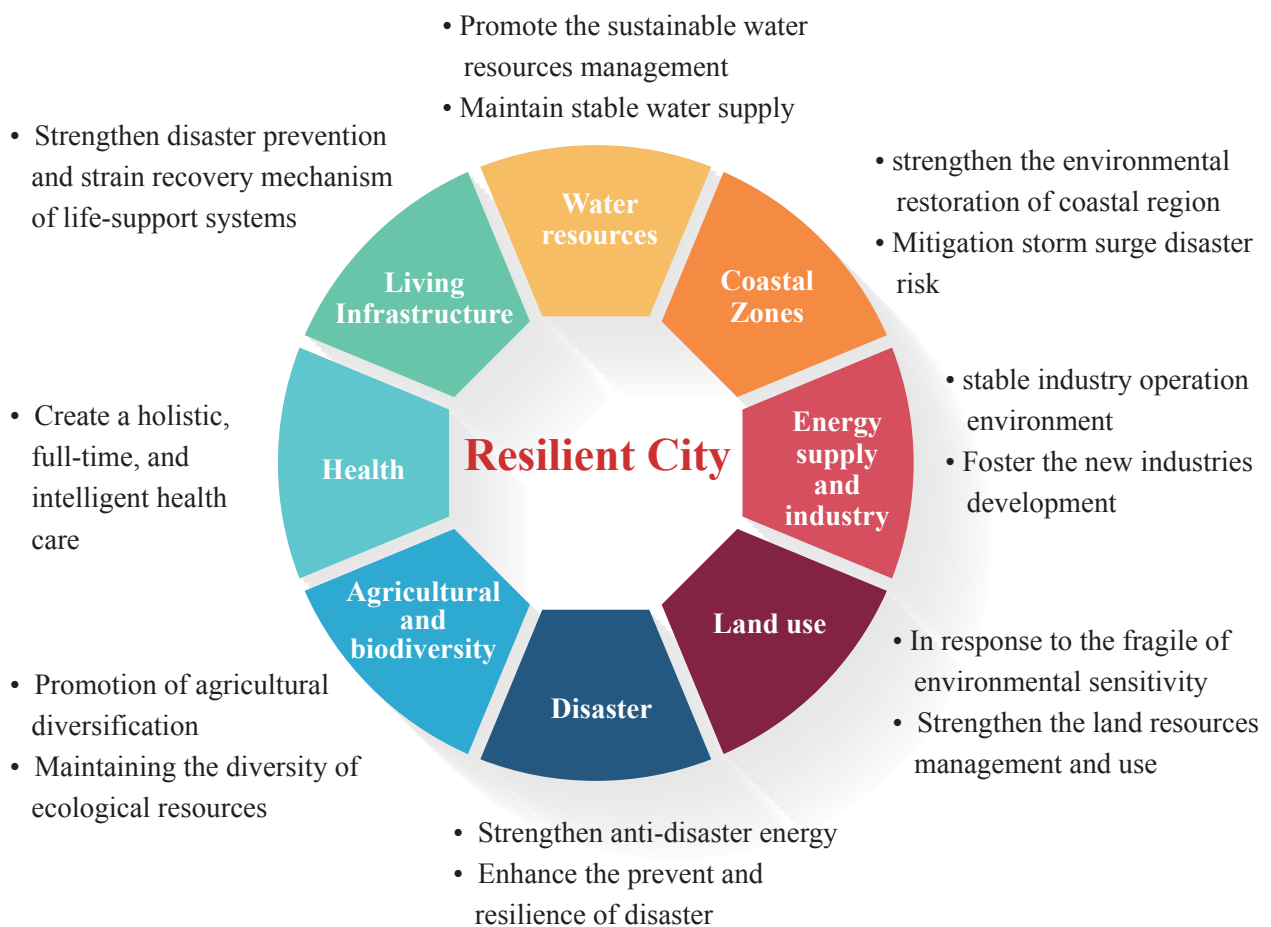 • Promote the sustainable water
resources management
• Maintain stable water supply
• Strengthen disaster prevention
and strain recovery mechanism
of life-support systems
• strengthen the environmental
restoration of coastal region
• Mitigation storm surge disaster
risk
Water
resources
Coastal
Zones
Living
Infrastructure
• Create a holistic,
full-time, and
intelligent health
care
Health
Resilient City
Energy
supply
and
industry
• stable industry operation
environment
• Foster the new industries
development
Agricultural
and
biodiversity
Disaster
Land use
• In response to the fragile of
environmental sensitivity
• Strengthen the land resources
management and use
• Promotion of agricultural
diversification
• Maintaining the diversity of
ecological resources
• Strengthen anti-disaster energy
• Enhance the prevent and
resilience of disaster